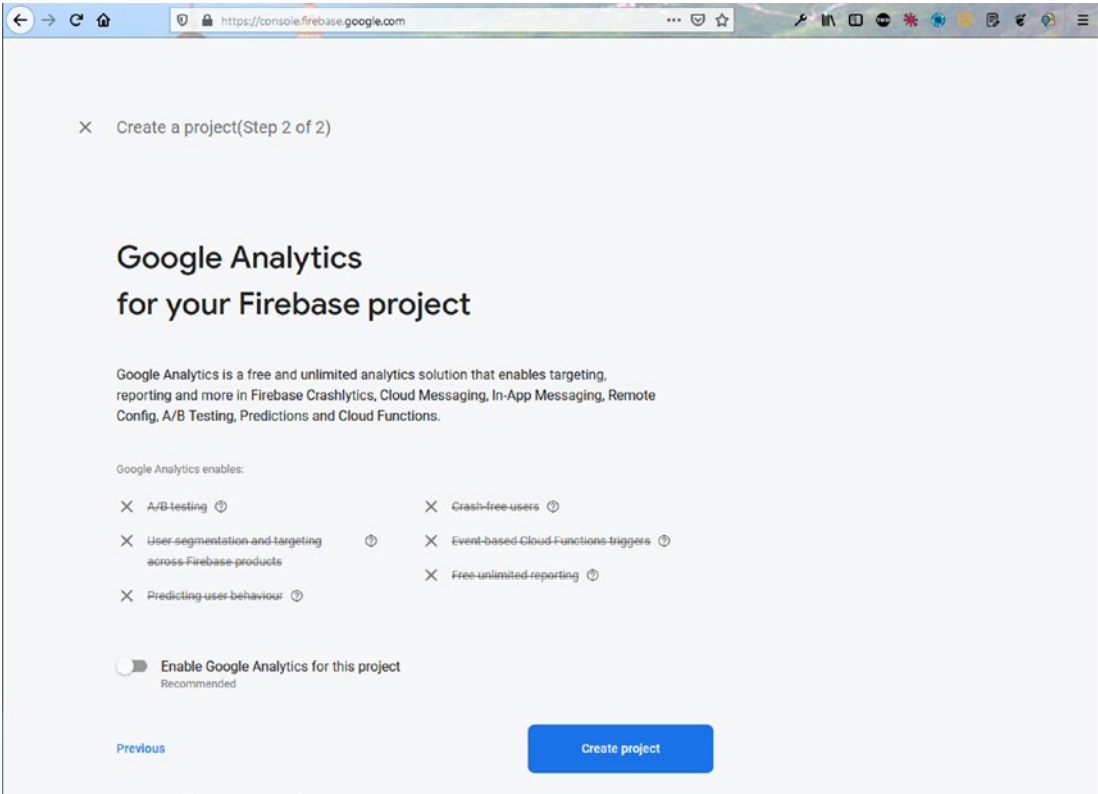 https://console.firebase.google.com
Create a project(Step 2 of 2)
Google Analytics
for your Firebase project
Google Analytics is a free and unlimited analytics solution that enables targeting,
reporting and more in Firebase Crashlytics, Cloud Messaging, In-App Messaging, Remote
Config, A/B Testing, Predictions and Cloud Functions.
Google Analytics enables:
A/B testing
User segmentation and targeting
across Firebase products
Predicting user behaviour
Crash-free users
Event-based Cloud Functions triggers
Free unlimited reporting
Enable Google Analytics for this project
Recommended
Previous
Create project